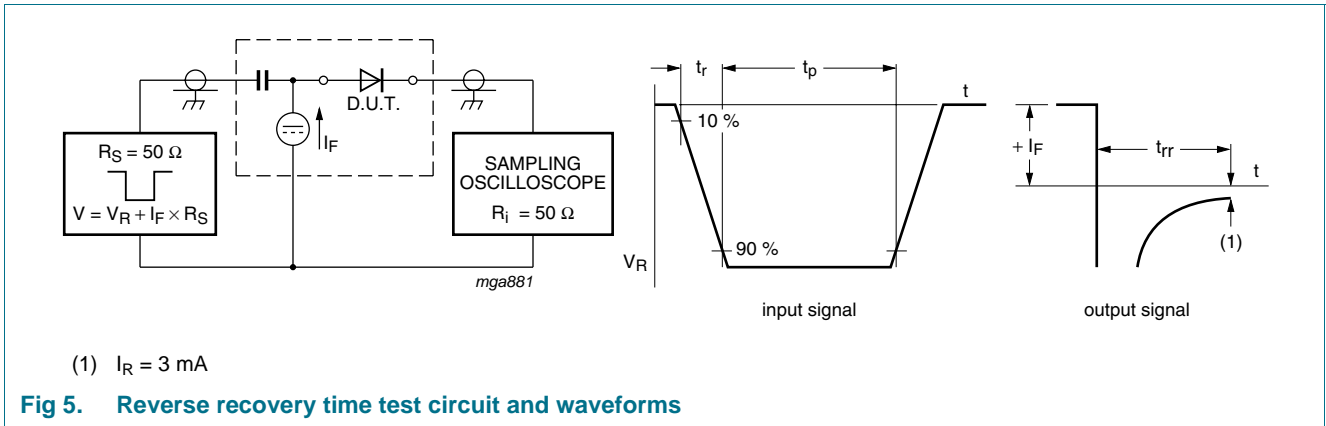 R_S = 50 Ω
V = V_R + I_F × R_S
I_F
D.U.T.
SAMPLING
OSCILLOSCOPE
R_i = 50 Ω
mga881
t_r
t_p
t
10 %
90 %
V_R
input signal
+ I_F
t_rr
t
(1)
output signal
(1) I_R = 3 mA
Fig 5. Reverse recovery time test circuit and waveforms